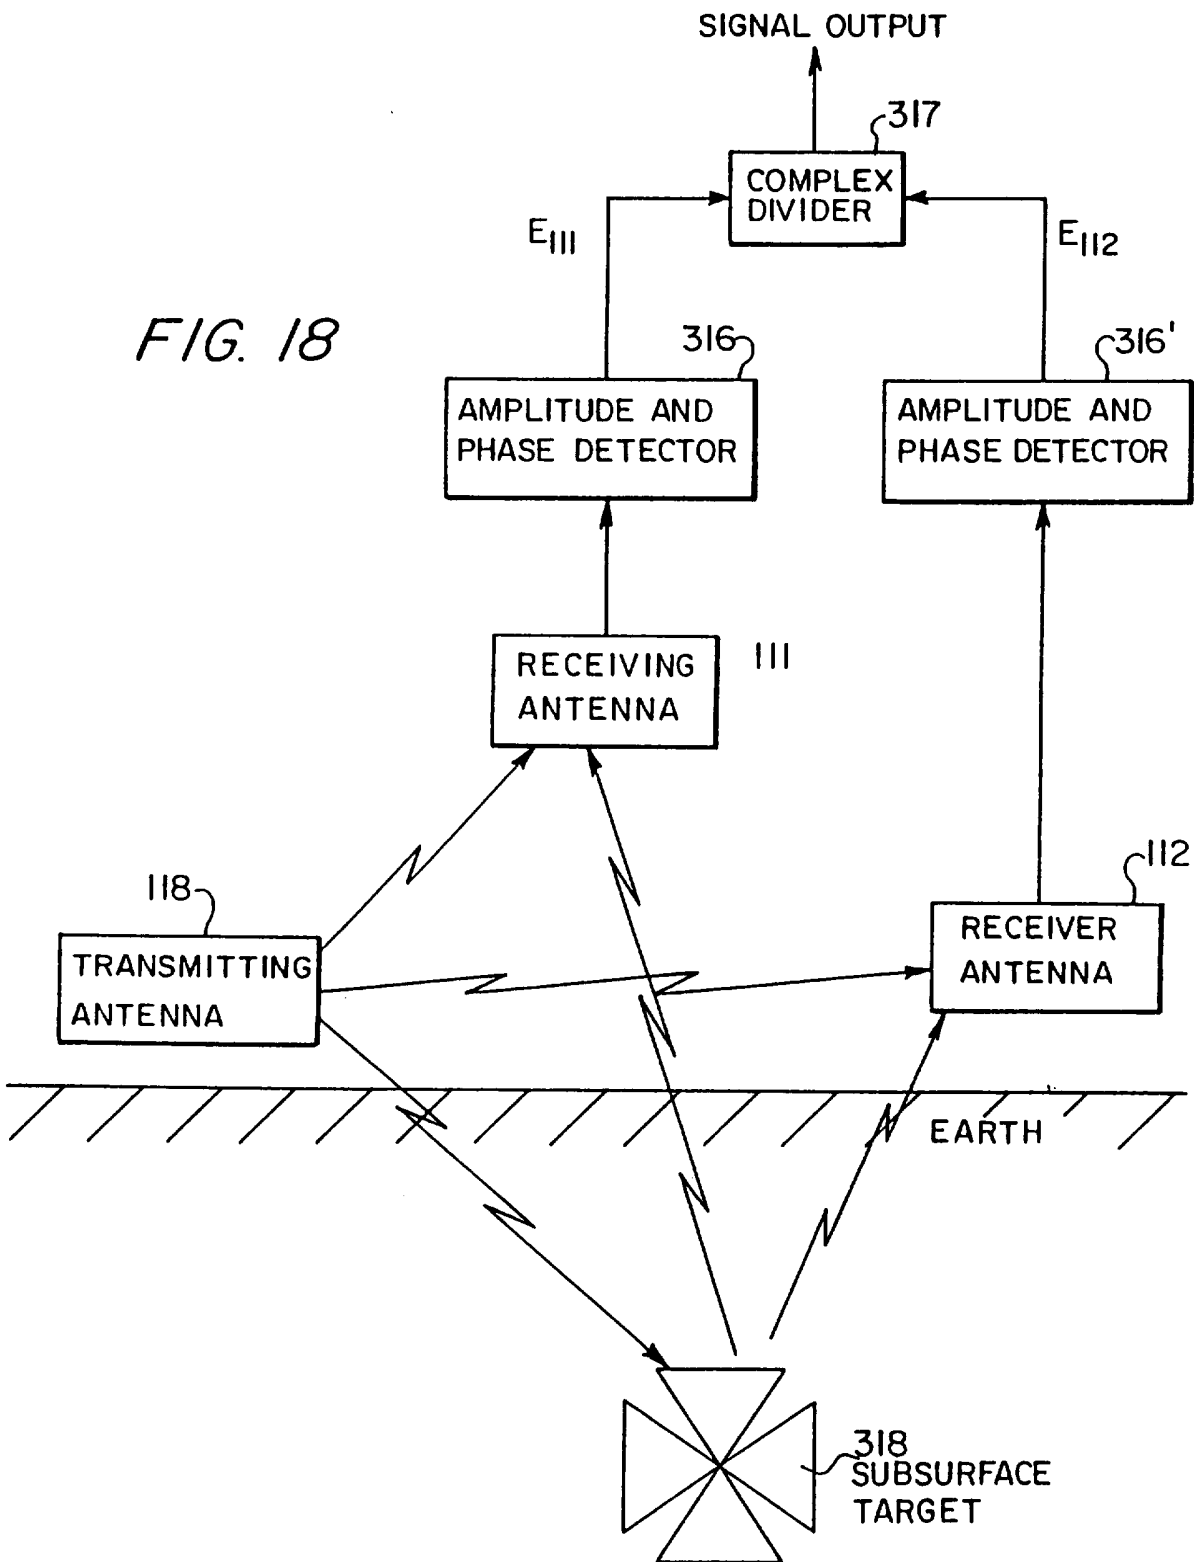 SIGNAL OUTPUT
317
COMPLEX
DIVIDER
E111
E112
FIG. 18
316
316'
AMPLITUDE AND
PHASE DETECTOR
AMPLITUDE AND
PHASE DETECTOR
RECEIVING
ANTENNA
111
112
118
RECEIVER
ANTENNA
TRANSMITTING
ANTENNA
EARTH
318
SUBSURFACE
TARGET